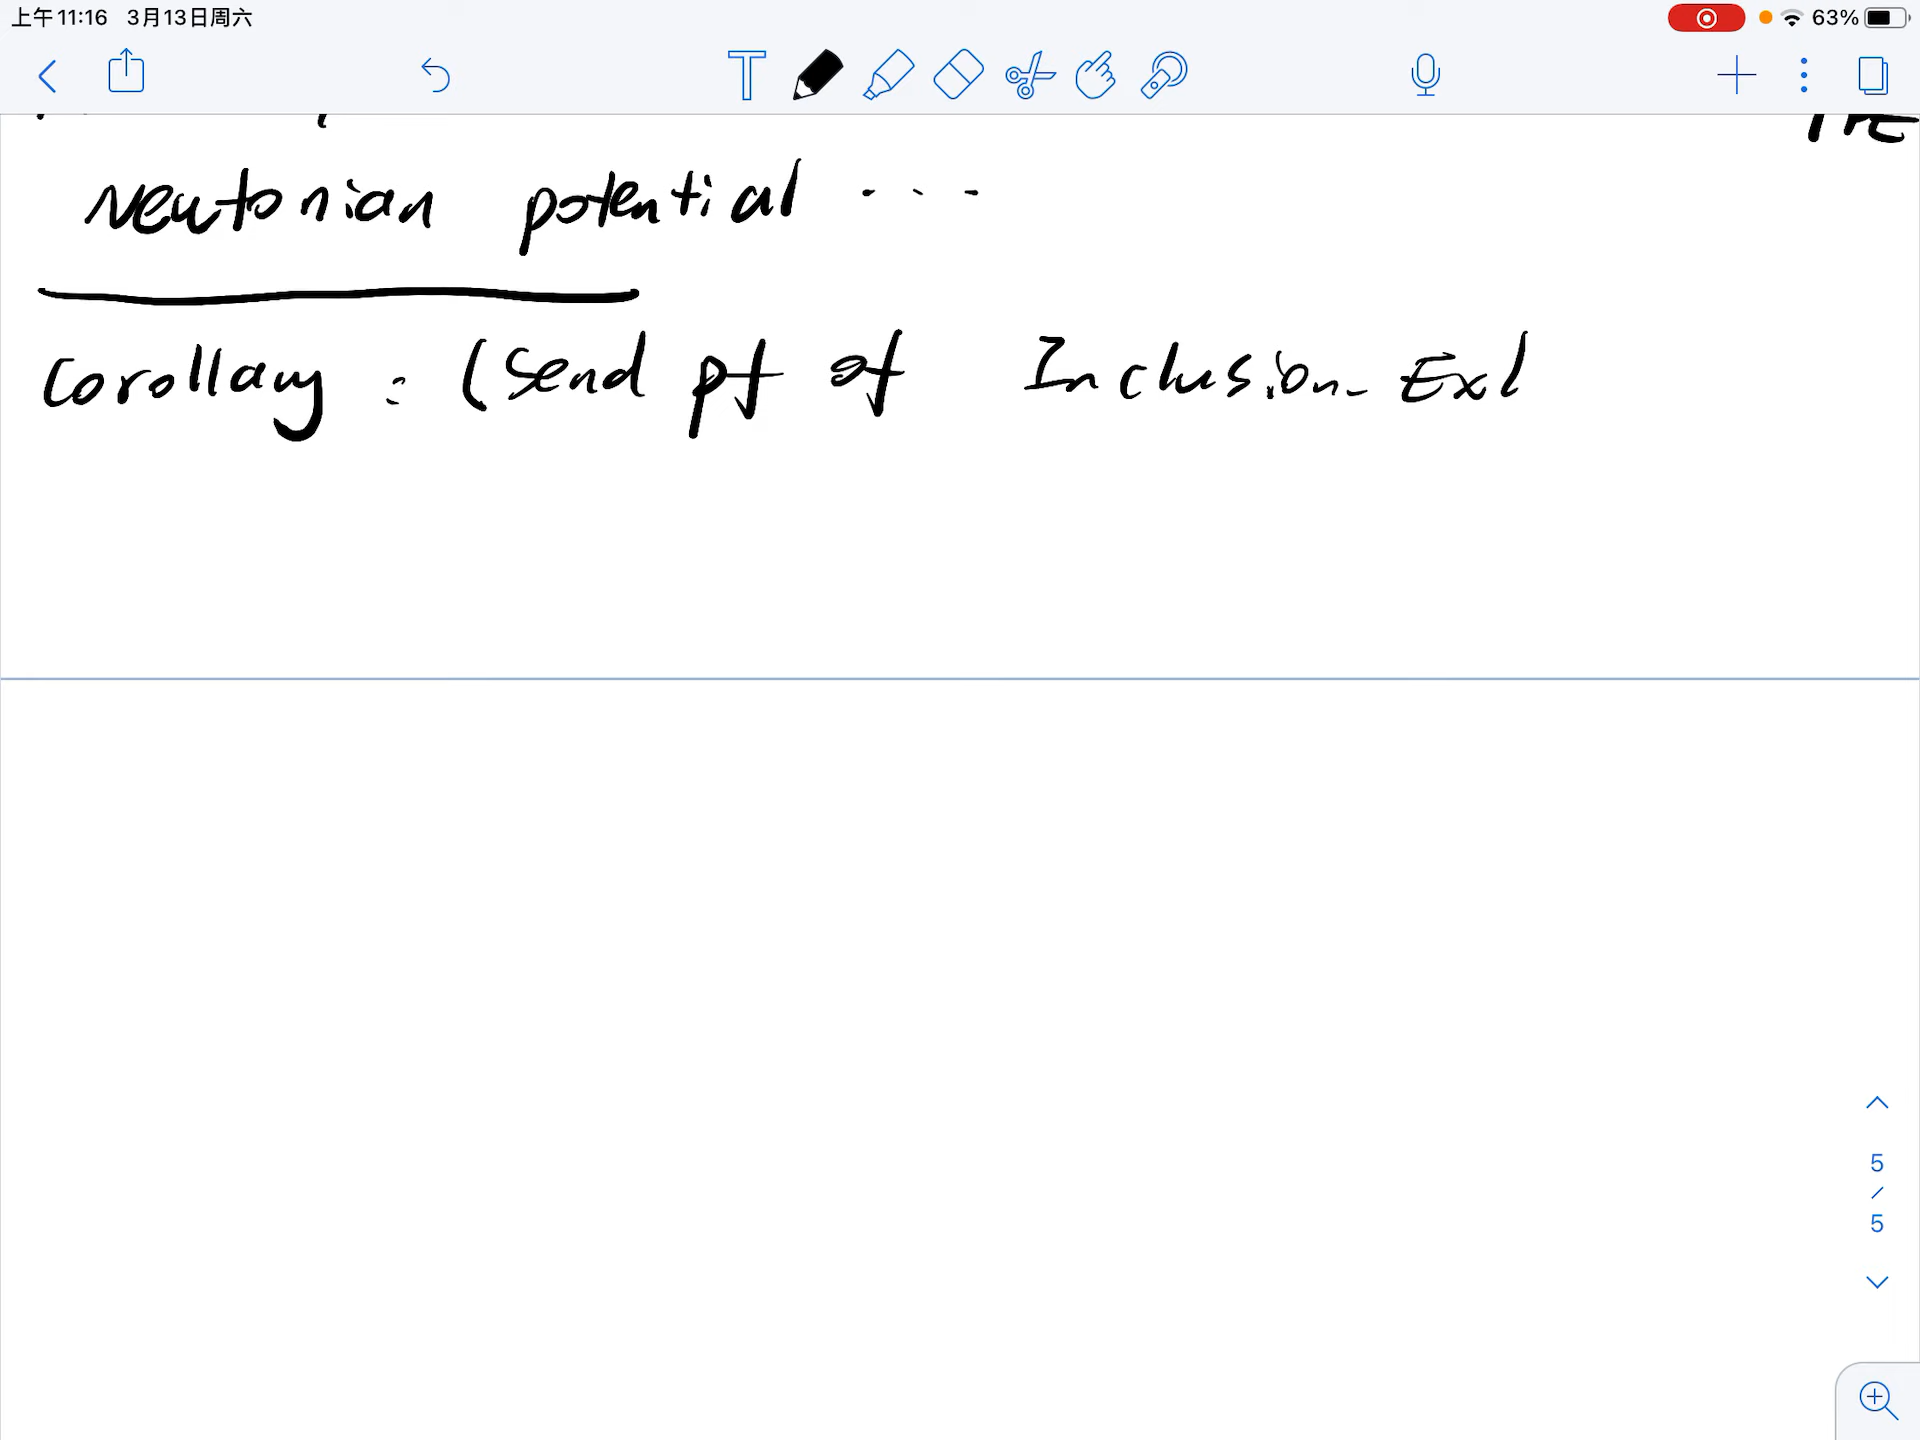 上午11:16 3月13日周六
63%
Newtonian potential ...
Corollary : (Send pf of Inclusion- Exl
5
/
5